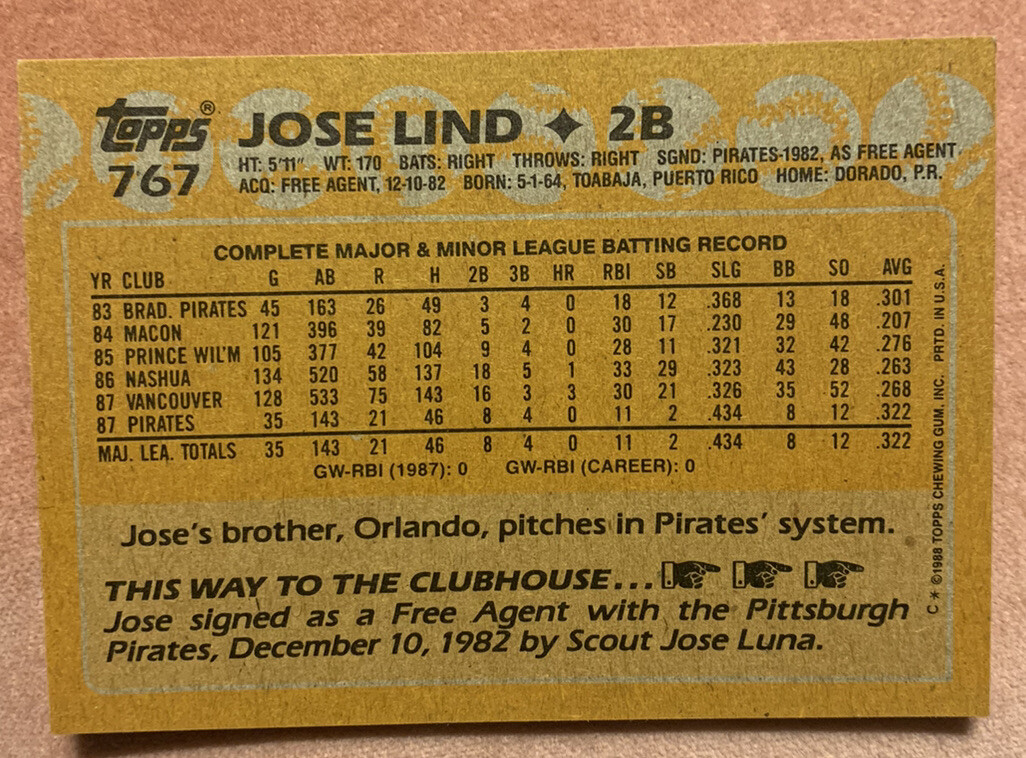 topps® JOSE LIND ✦ 2B
767
HT: 5'11" WT: 170 BATS: RIGHT THROWS: RIGHT SGND: PIRATES-1982, AS FREE AGENT
ACQ: FREE AGENT, 12-10-82 BORN: 5-1-64, TOABAJA, PUERTO RICO HOME: DORADO, P.R.
COMPLETE MAJOR & MINOR LEAGUE BATTING RECORD
YR CLUB G AB R H 2B 3B HR RBI SB SLG BB SO AVG
83 BRAD. PIRATES 45 163 26 49 3 4 0 18 12 .368 13 18 .301
84 MACON 121 396 39 82 5 2 0 30 17 .230 29 48 .207
85 PRINCE WIL'M 105 377 42 104 9 4 0 28 11 .321 32 42 .276
86 NASHUA 134 520 58 137 18 5 1 33 29 .323 43 28 .263
87 VANCOUVER 128 533 75 143 16 3 3 30 21 .326 35 52 .268
87 PIRATES 35 143 21 46 8 4 0 11 2 .434 8 12 .322
MAJ. LEA. TOTALS 35 143 21 46 8 4 0 11 2 .434 8 12 .322
GW-RBI (1987): 0 GW-RBI (CAREER): 0
Jose's brother, Orlando, pitches in Pirates' system.
THIS WAY TO THE CLUBHOUSE...
Jose signed as a Free Agent with the Pittsburgh
Pirates, December 10, 1982 by Scout Jose Luna.
C * ©1988 TOPPS CHEWING GUM, INC. PRTD. IN U.S.A.